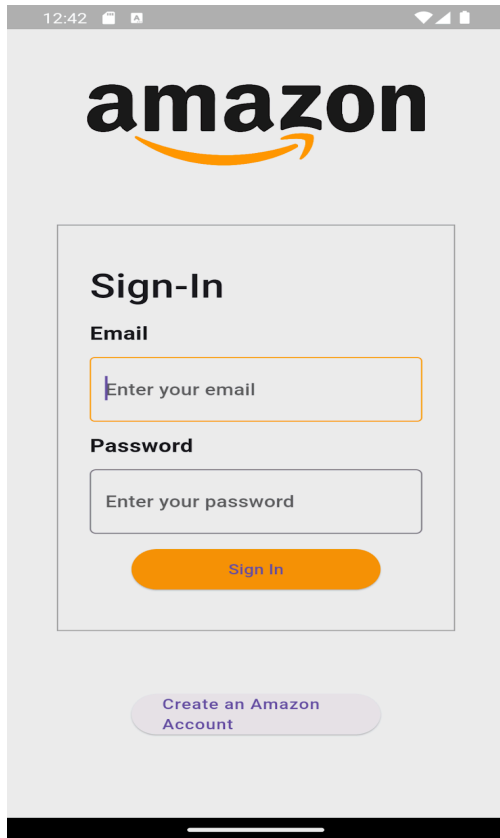 12:42 A
amazon
Sign-In
Email
Enter your email
Password
Enter your password
Sign In
Create an Amazon
Account